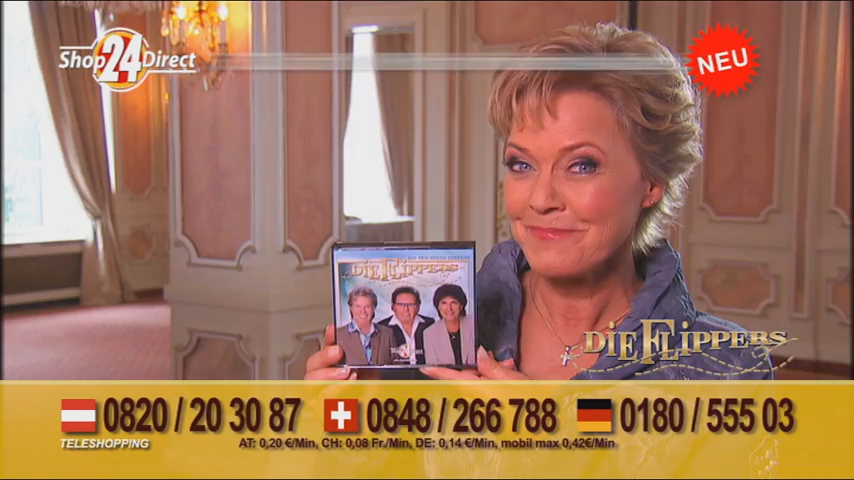 Shop 24 Direct
NEU
DIE FLIPPERS
DIE FLIPPERS
0820 / 20 30 87
0848 / 266 788
0180 / 555 03
TELESHOPPING
AT: 0,20 €/Min, CH: 0,08 Fr./Min, DE: 0,14 €/Min, mobil max 0,42€/Min